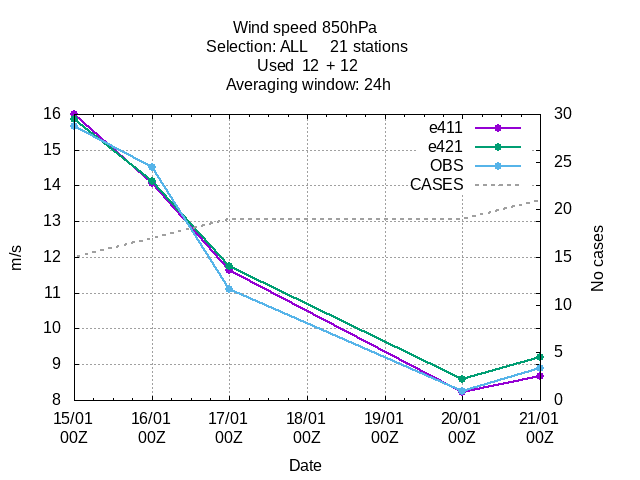 Wind speed 850hPa
Selection: ALL     21 stations
Used  12  + 12
Averaging window: 24h
e411
e421
OBS
CASES
16
15
14
13
12
11
10
9
8
30
25
20
15
10
5
0
m/s
No cases
15/01 16/01 17/01 18/01 19/01 20/01 21/01
00Z 00Z 00Z 00Z 00Z 00Z 00Z
Date